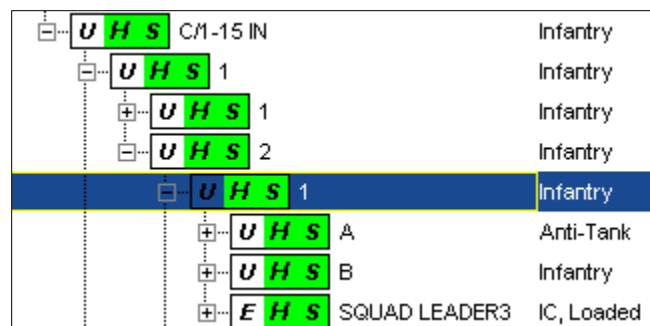 U H S C/1-15 IN Infantry
U H S 1 Infantry
U H S 1 Infantry
U H S 2 Infantry
U H S 1 Infantry
U H S A Anti-Tank
U H S B Infantry
E H S SQUAD LEADER3 IC, Loaded